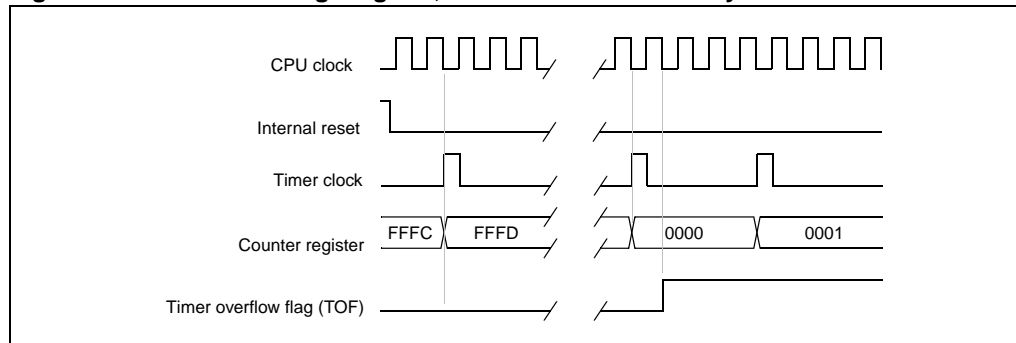 CPU clock
Internal reset
Timer clock
Counter register
FFFC
FFFD
0000
0001
Timer overflow flag (TOF)